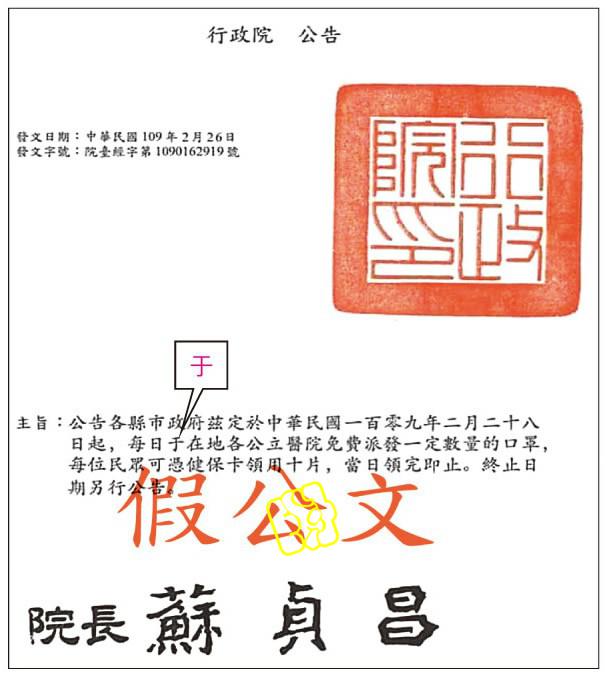 行政院 公告
發文日期：中華民國109年2月26日
發文字號：院臺經字第1090162919號
行政院印
于
主旨：公告各縣市政府茲定於中華民國一百零九年二月二十八
日起，每日于在地各公立醫院免費派發一定數量的口罩，
每位民眾可憑健保卡領用十片，當日領完即止。終止日
期另行公告。
假公文
院長 蘇貞昌